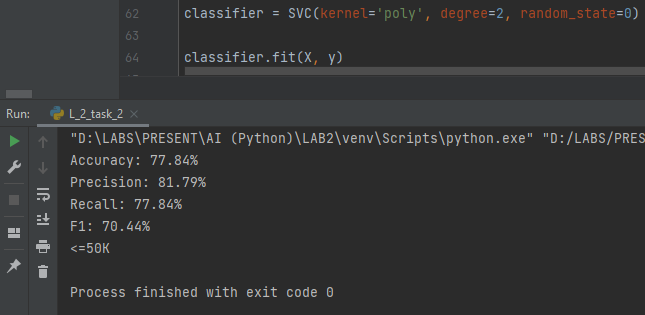 62 classifier = SVC(kernel='poly', degree=2, random_state=0)
63
64 classifier.fit(X, y)
Run: L_2_task_2 ×
"D:\LABS\PRESENT\AI (Python)\LAB2\venv\Scripts\python.exe" "D:/LABS/PRES
Accuracy: 77.84%
Precision: 81.79%
Recall: 77.84%
F1: 70.44%
<=50K
Process finished with exit code 0